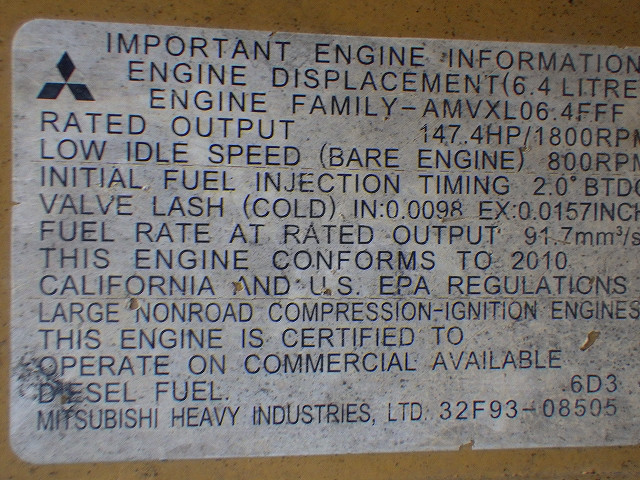 IMPORTANT ENGINE INFORMATION
ENGINE DISPLACEMENT(6.4 LITRE
ENGINE FAMILY-AMVXL06.4FFF
RATED OUTPUT 147.4HP/1800RPM
LOW IDLE SPEED (BARE ENGINE) 800RPM
INITIAL FUEL INJECTION TIMING 2.0° BTDC
VALVE LASH (COLD) IN:0.0098 EX:0.0157INCH
FUEL RATE AT RATED OUTPUT 91.7mm³/s
THIS ENGINE CONFORMS TO 2010
CALIFORNIA AND U.S. EPA REGULATIONS
LARGE NONROAD COMPRESSION-IGNITION ENGINES
THIS ENGINE IS CERTIFIED TO
OPERATE ON COMMERCIAL AVAILABLE
DIESEL FUEL. 6D3
MITSUBISHI HEAVY INDUSTRIES, LTD. 32F93-08505